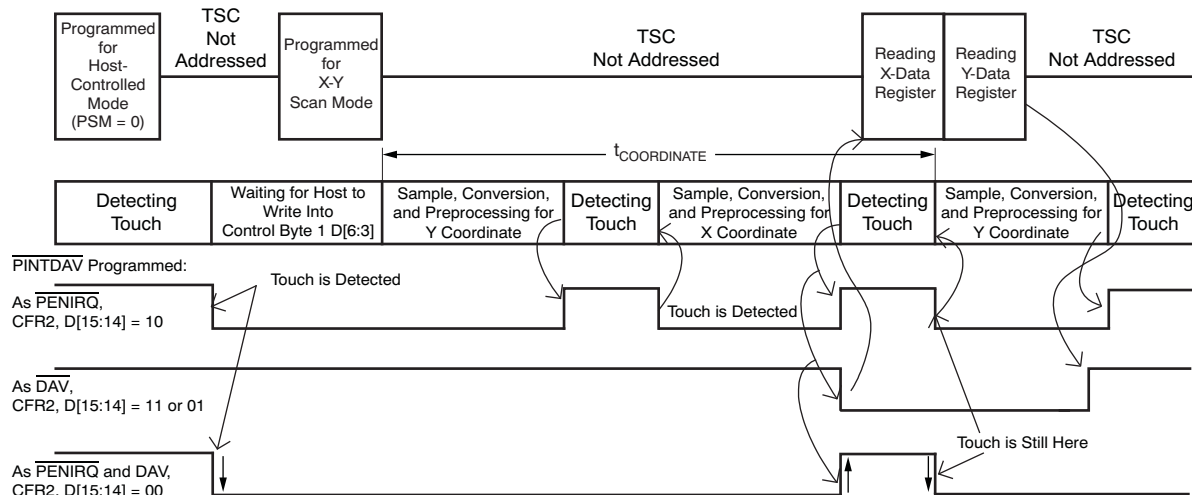 Programmed
for
Host-
Controlled
Mode
(PSM = 0)
TSC
Not
Addressed
Programmed
for
X-Y
Scan Mode
TSC
Not Addressed
Reading
X-Data
Register
Reading
Y-Data
Register
TSC
Not Addressed
tCOORDINATE
Detecting
Touch
Waiting for Host to
Write Into
Control Byte 1 D[6:3]
Sample, Conversion,
and Preprocessing for
Y Coordinate
Detecting
Touch
Sample, Conversion,
and Preprocessing for
X Coordinate
Detecting
Touch
Sample, Conversion,
and Preprocessing for
Y Coordinate
Detecting
Touch
PINTDAV Programmed:
Touch is Detected
As PENIRQ,
CFR2, D[15:14] = 10
Touch is Detected
As DAV,
CFR2, D[15:14] = 11 or 01
Touch is Still Here
As PENIRQ and DAV,
CFR2, D[15:14] = 00